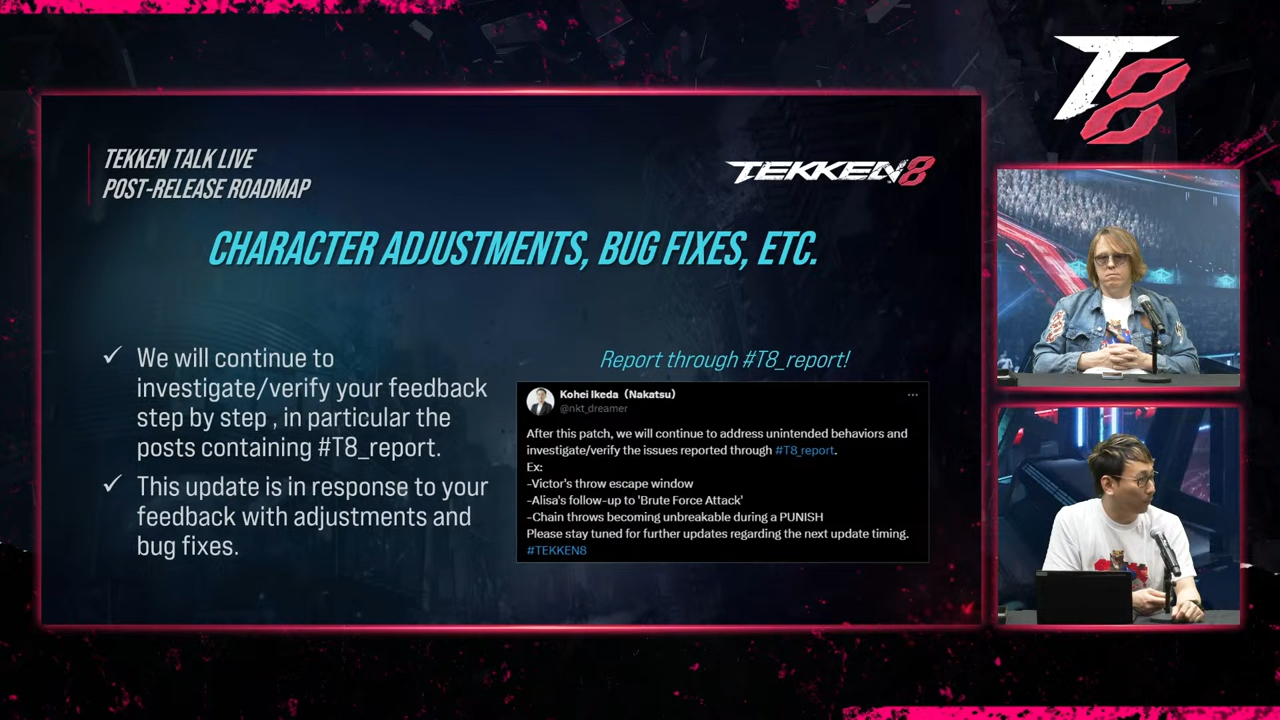 T8
TEKKEN TALK LIVE
POST-RELEASE ROADMAP
TEKKEN8
CHARACTER ADJUSTMENTS, BUG FIXES, ETC.
✓ We will continue to
investigate/verify your feedback
step by step , in particular the
posts containing #T8_report.
✓ This update is in response to your
feedback with adjustments and
bug fixes.
Report through #T8_report!
Kohei Ikeda（Nakatsu）
@nkt_dreamer
After this patch, we will continue to address unintended behaviors and
investigate/verify the issues reported through #T8_report.
Ex:
-Victor's throw escape window
-Alisa's follow-up to 'Brute Force Attack'
-Chain throws becoming unbreakable during a PUNISH
Please stay tuned for further updates regarding the next update timing.
#TEKKEN8